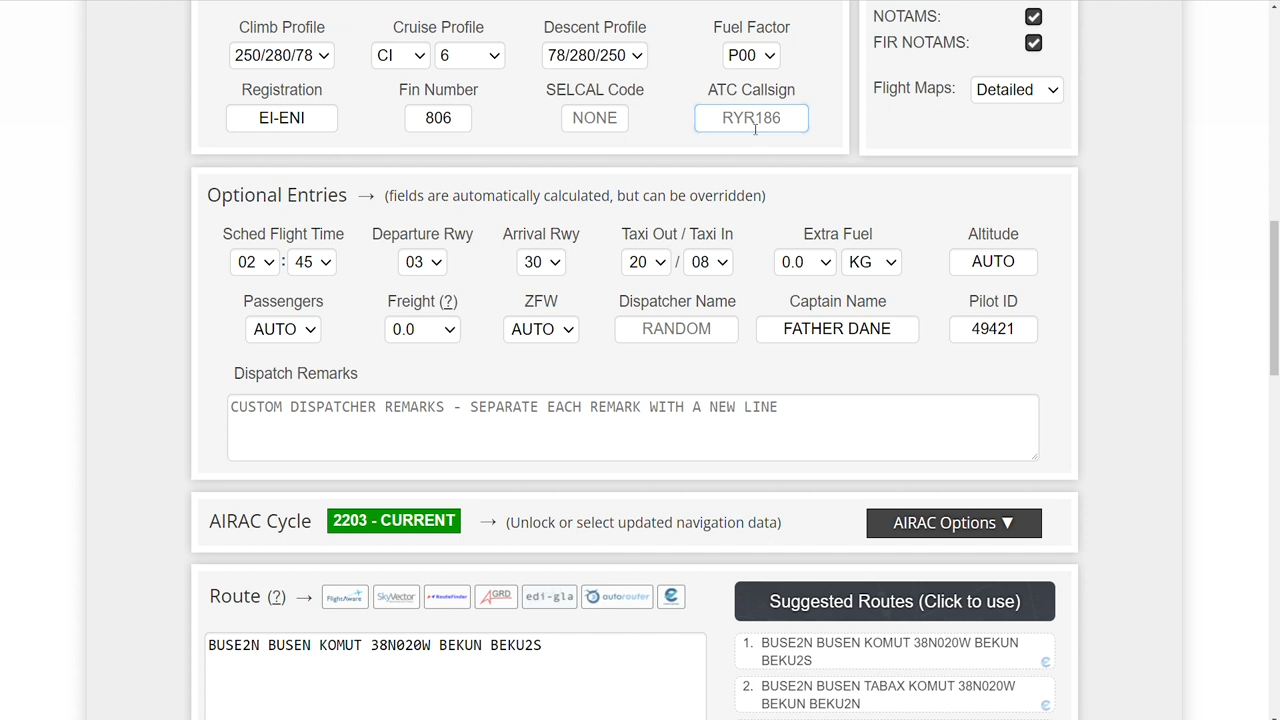 Climb Profile Cruise Profile Descent Profile Fuel Factor
250/280/78 CI 6 78/280/250 P00
Registration Fin Number SELCAL Code ATC Callsign
EI-ENI 806 NONE RYR186
NOTAMS:
FIR NOTAMS:
Flight Maps: Detailed
Optional Entries → (fields are automatically calculated, but can be overridden)
Sched Flight Time Departure Rwy Arrival Rwy Taxi Out / Taxi In Extra Fuel Altitude
02 : 45 03 30 20 / 08 0.0 KG AUTO
Passengers Freight (?) ZFW Dispatcher Name Captain Name Pilot ID
AUTO 0.0 AUTO RANDOM FATHER DANE 49421
Dispatch Remarks
CUSTOM DISPATCHER REMARKS - SEPARATE EACH REMARK WITH A NEW LINE
AIRAC Cycle 2203 - CURRENT → (Unlock or select updated navigation data) AIRAC Options ▼
Route (?) → FlightAware SkyVector RouteFinder GRD edi-gla autorouter
BUSE2N BUSEN KOMUT 38N020W BEKUN BEKU2S
Suggested Routes (Click to use)
1. BUSE2N BUSEN KOMUT 38N020W BEKUN
BEKU2S
2. BUSE2N BUSEN TABAX KOMUT 38N020W
BEKUN BEKU2N